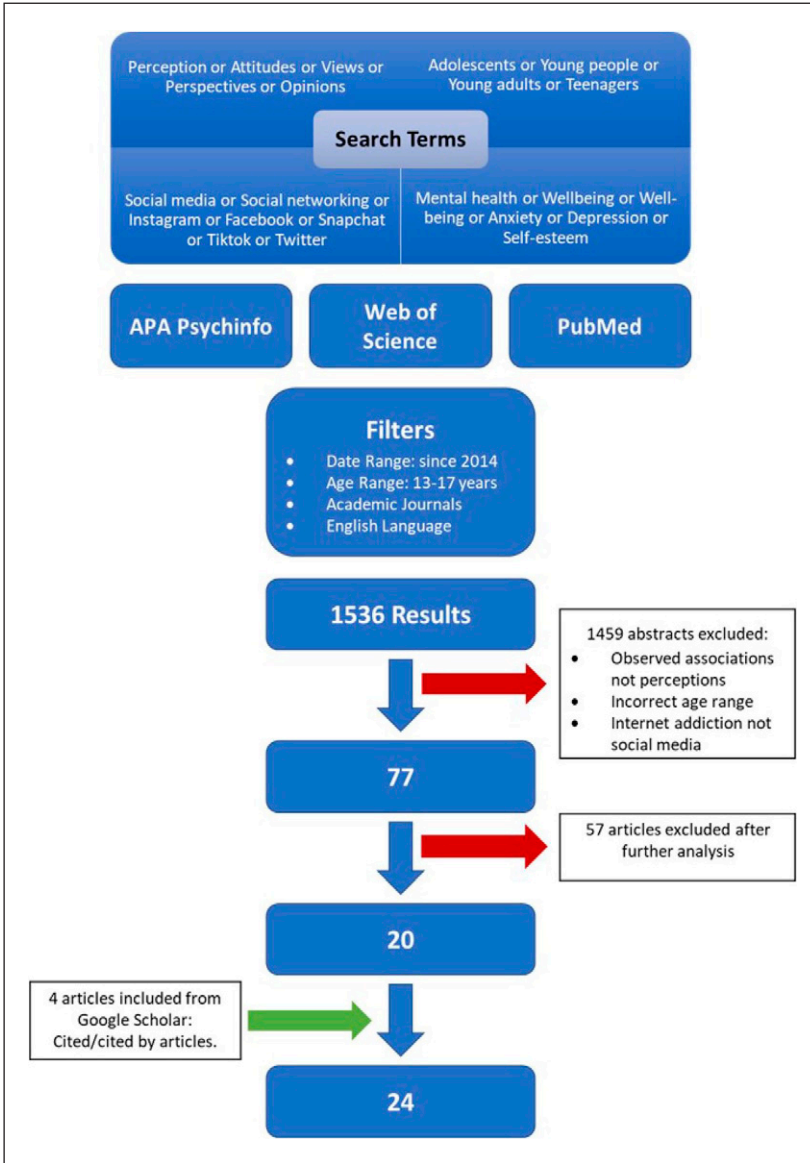 Perception or Attitudes or Views or
Perspectives or Opinions
Adolescents or Young people or
Young adults or Teenagers
Search Terms
Social media or Social networking or
Instagram or Facebook or Snapchat
or Tiktok or Twitter
Mental health or Wellbeing or Well-
being or Anxiety or Depression or
Self-esteem
APA Psychinfo
Web of
Science
PubMed
Filters
• Date Range: since 2014
• Age Range: 13-17 years
• Academic Journals
• English Language
1536 Results
1459 abstracts excluded:
• Observed associations
not perceptions
• Incorrect age range
• Internet addiction not
social media
77
57 articles excluded after
further analysis
20
4 articles included from
Google Scholar:
Cited/cited by articles.
24